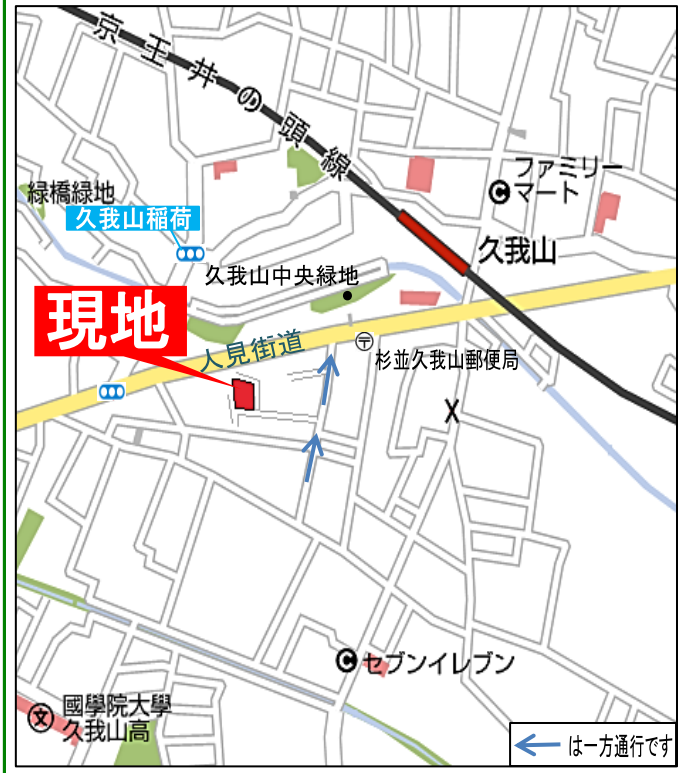 京王井の頭線
ファミリー
マート
緑橋緑地
久我山稲荷
久我山
久我山中央緑地
現地
人見街道
〒
杉並久我山郵便局
X
C セブンイレブン
文
國學院大學
久我山高
は一方通行です